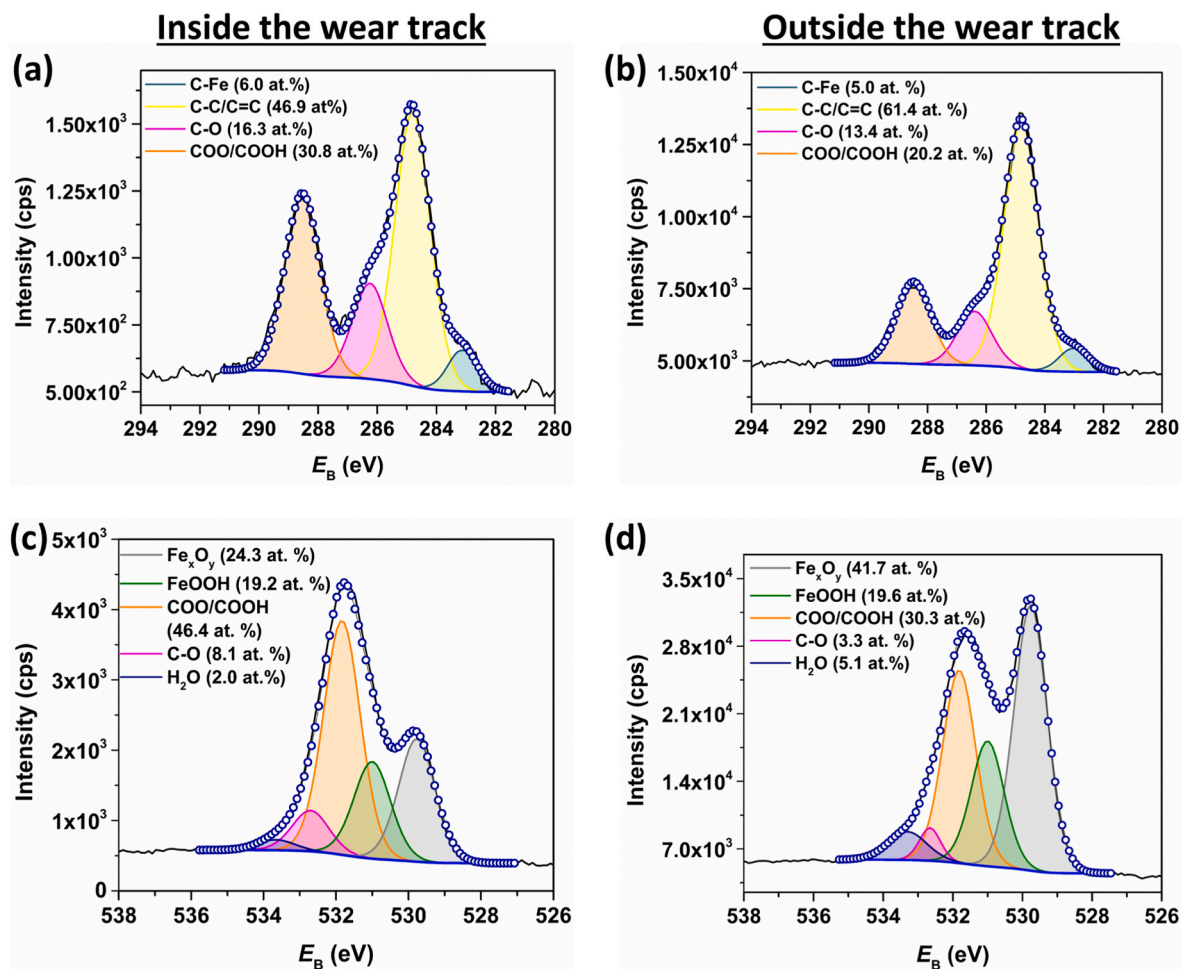 Inside the wear track
Outside the wear track
(a)
C-Fe (6.0 at.%)
C-C/C=C (46.9 at%)
C-O (16.3 at.%)
COO/COOH (30.8 at.%)
1.50x10³
1.25x10³
1.00x10³
7.50x10²
5.00x10²
Intensity (cps)
294 292 290 288 286 284 282 280
E_B (eV)
(b)
C-Fe (5.0 at. %)
C-C/C=C (61.4 at. %)
C-O (13.4 at. %)
COO/COOH (20.2 at. %)
1.50x10⁴
1.25x10⁴
1.00x10⁴
7.50x10³
5.00x10³
Intensity (cps)
294 292 290 288 286 284 282 280
E_B (eV)
(c)
Fe_xO_y (24.3 at. %)
FeOOH (19.2 at. %)
COO/COOH
(46.4 at. %)
C-O (8.1 at. %)
H₂O (2.0 at.%)
5x10³
4x10³
3x10³
2x10³
1x10³
0
Intensity (cps)
538 536 534 532 530 528 526
E_B (eV)
(d)
Fe_xO_y (41.7 at. %)
FeOOH (19.6 at.%)
COO/COOH (30.3 at.%)
C-O (3.3 at. %)
H₂O (5.1 at.%)
3.5x10⁴
2.8x10⁴
2.1x10⁴
1.4x10⁴
7.0x10³
Intensity (cps)
538 536 534 532 530 528 526
E_B (eV)